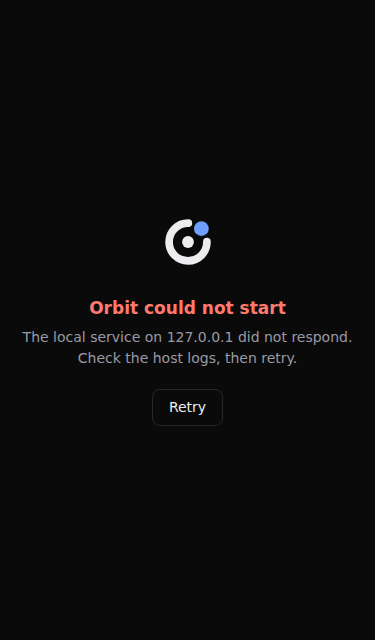 Orbit could not start
The local service on 127.0.0.1 did not respond.
Check the host logs, then retry.
Retry